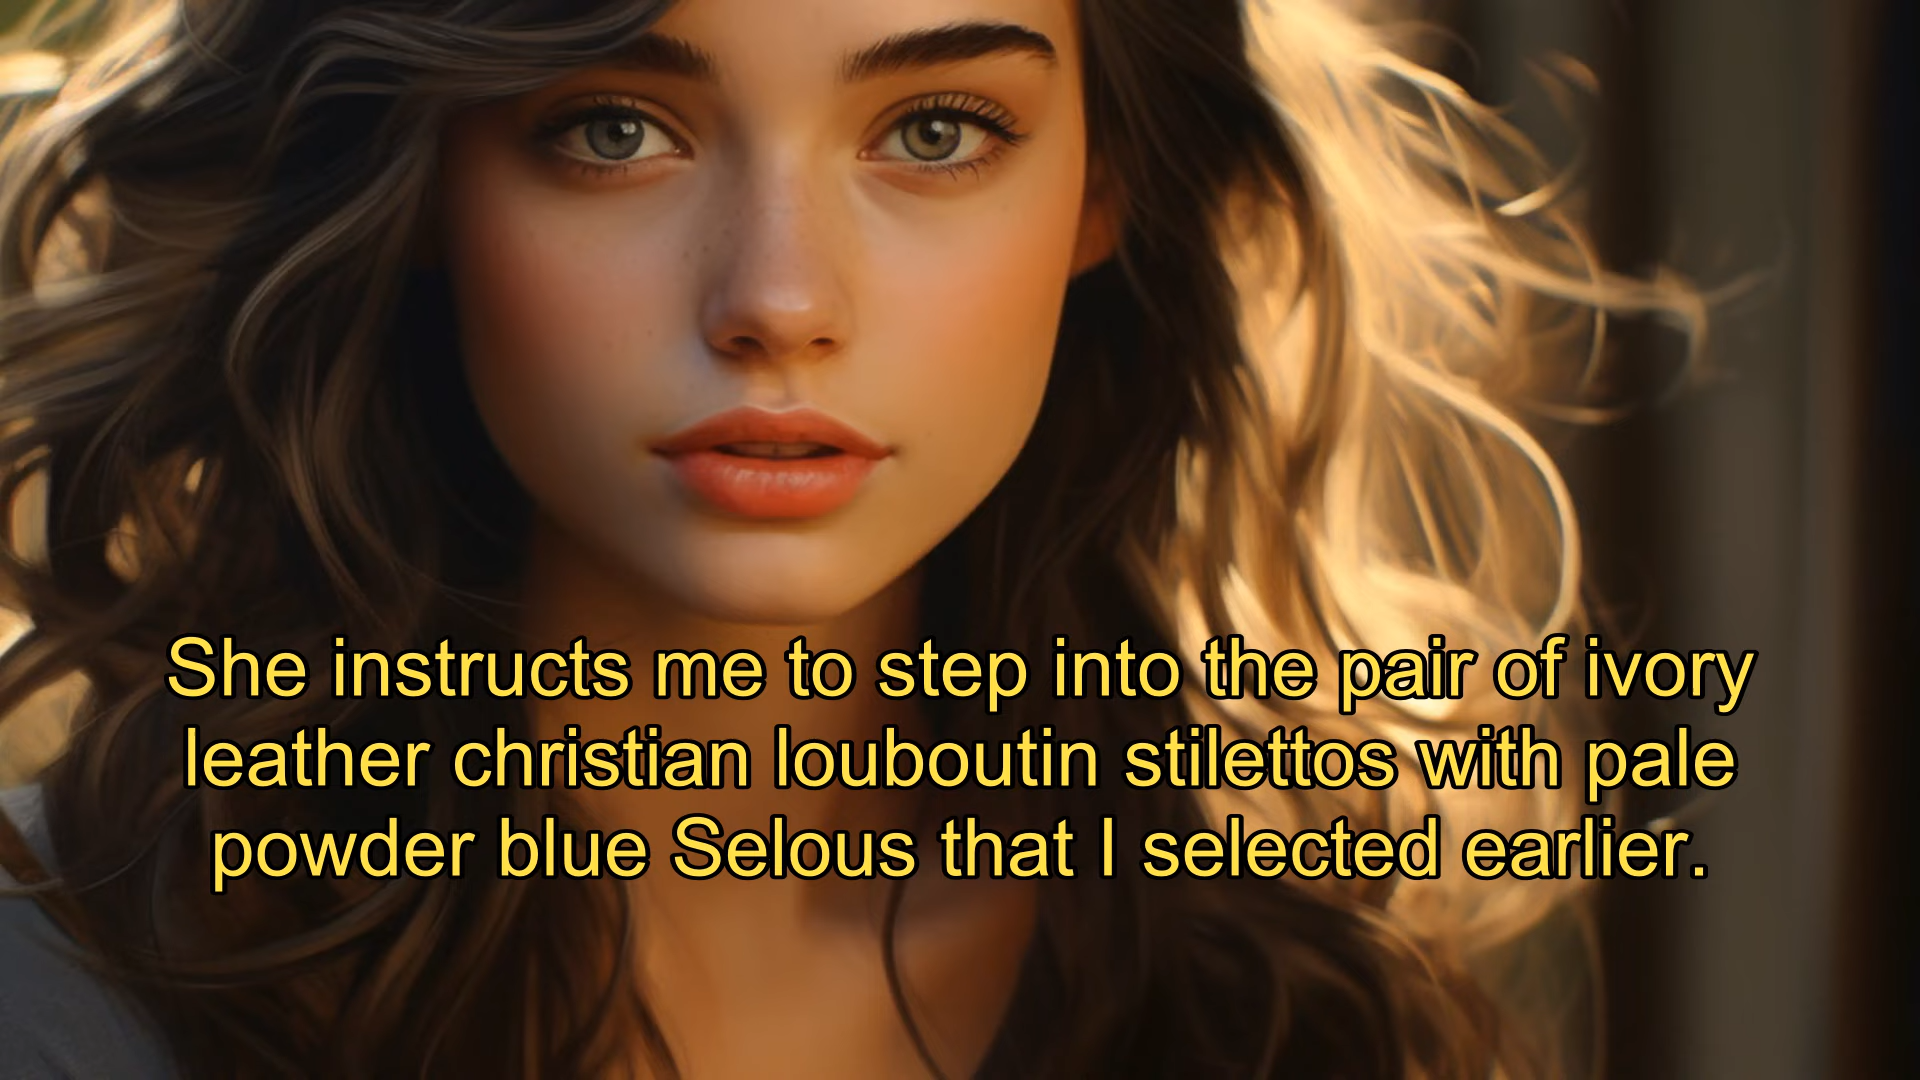 She instructs me to step into the pair of ivory
leather christian louboutin stilettos with pale
powder blue Selous that I selected earlier.